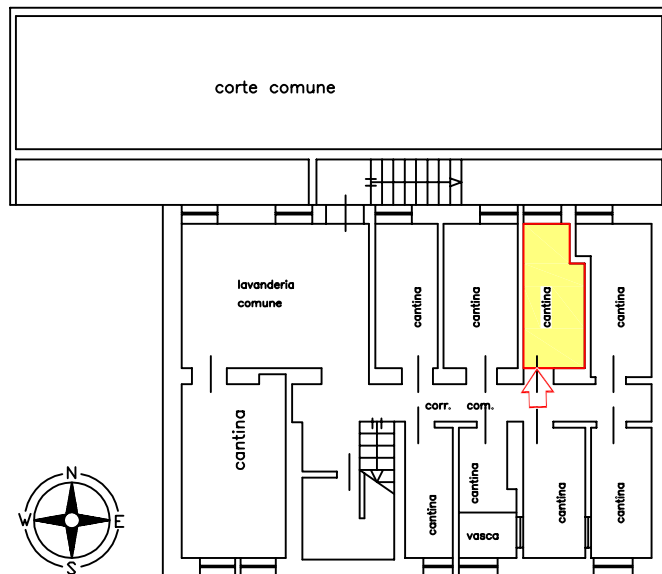 corte comune
lavanderia
comune
cantina
cantina
cantina
cantina
corr. com.
cantina
cantina
cantina
cantina
cantina
vasca
N
W E
S